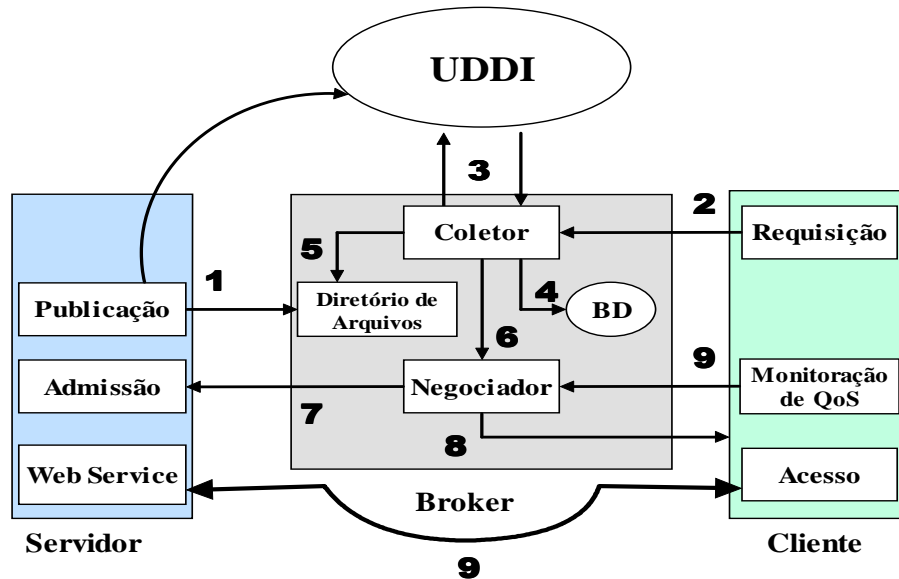 UDDI
3
2
Coletor
Requisição
5
1
4
Publicação
Diretório de
Arquivos
BD
6
9
Admissão
Negociador
Monitoração
de QoS
7
8
Web Service
Broker
Acesso
Servidor
Cliente
9